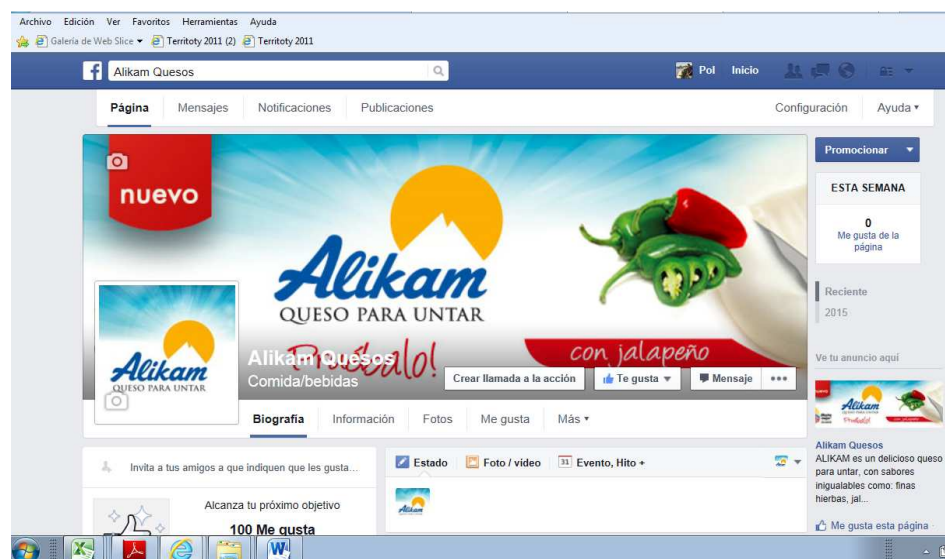 Archivo Edición Ver Favoritos Herramientas Ayuda
Galería de Web Slice Territoty 2011 (2) Territoty 2011
Alikam Quesos
Pol Inicio
Página Mensajes Notificaciones Publicaciones
Configuración Ayuda
nuevo
Alikam
QUESO PARA UNTAR
Pruébalo!
con jalapeño
Alikam
QUESO PARA UNTAR
Alikam Quesos
Comida/bebidas
Crear llamada a la acción
Te gusta
Mensaje
Biografía Información Fotos Me gusta Más
Invita a tus amigos a que indiquen que les gusta...
Alcanza tu próximo objetivo
100 Me gusta
Estado Foto / vídeo 31 Evento, Hito +
Alikam
Promocionar
ESTA SEMANA
0
Me gusta de la
página
Reciente
2015
Ve tu anuncio aquí
Alikam
Alikam Quesos
ALIKAM es un delicioso queso
para untar, con sabores
inigualables como: finas
hierbas, jal...
Me gusta esta página